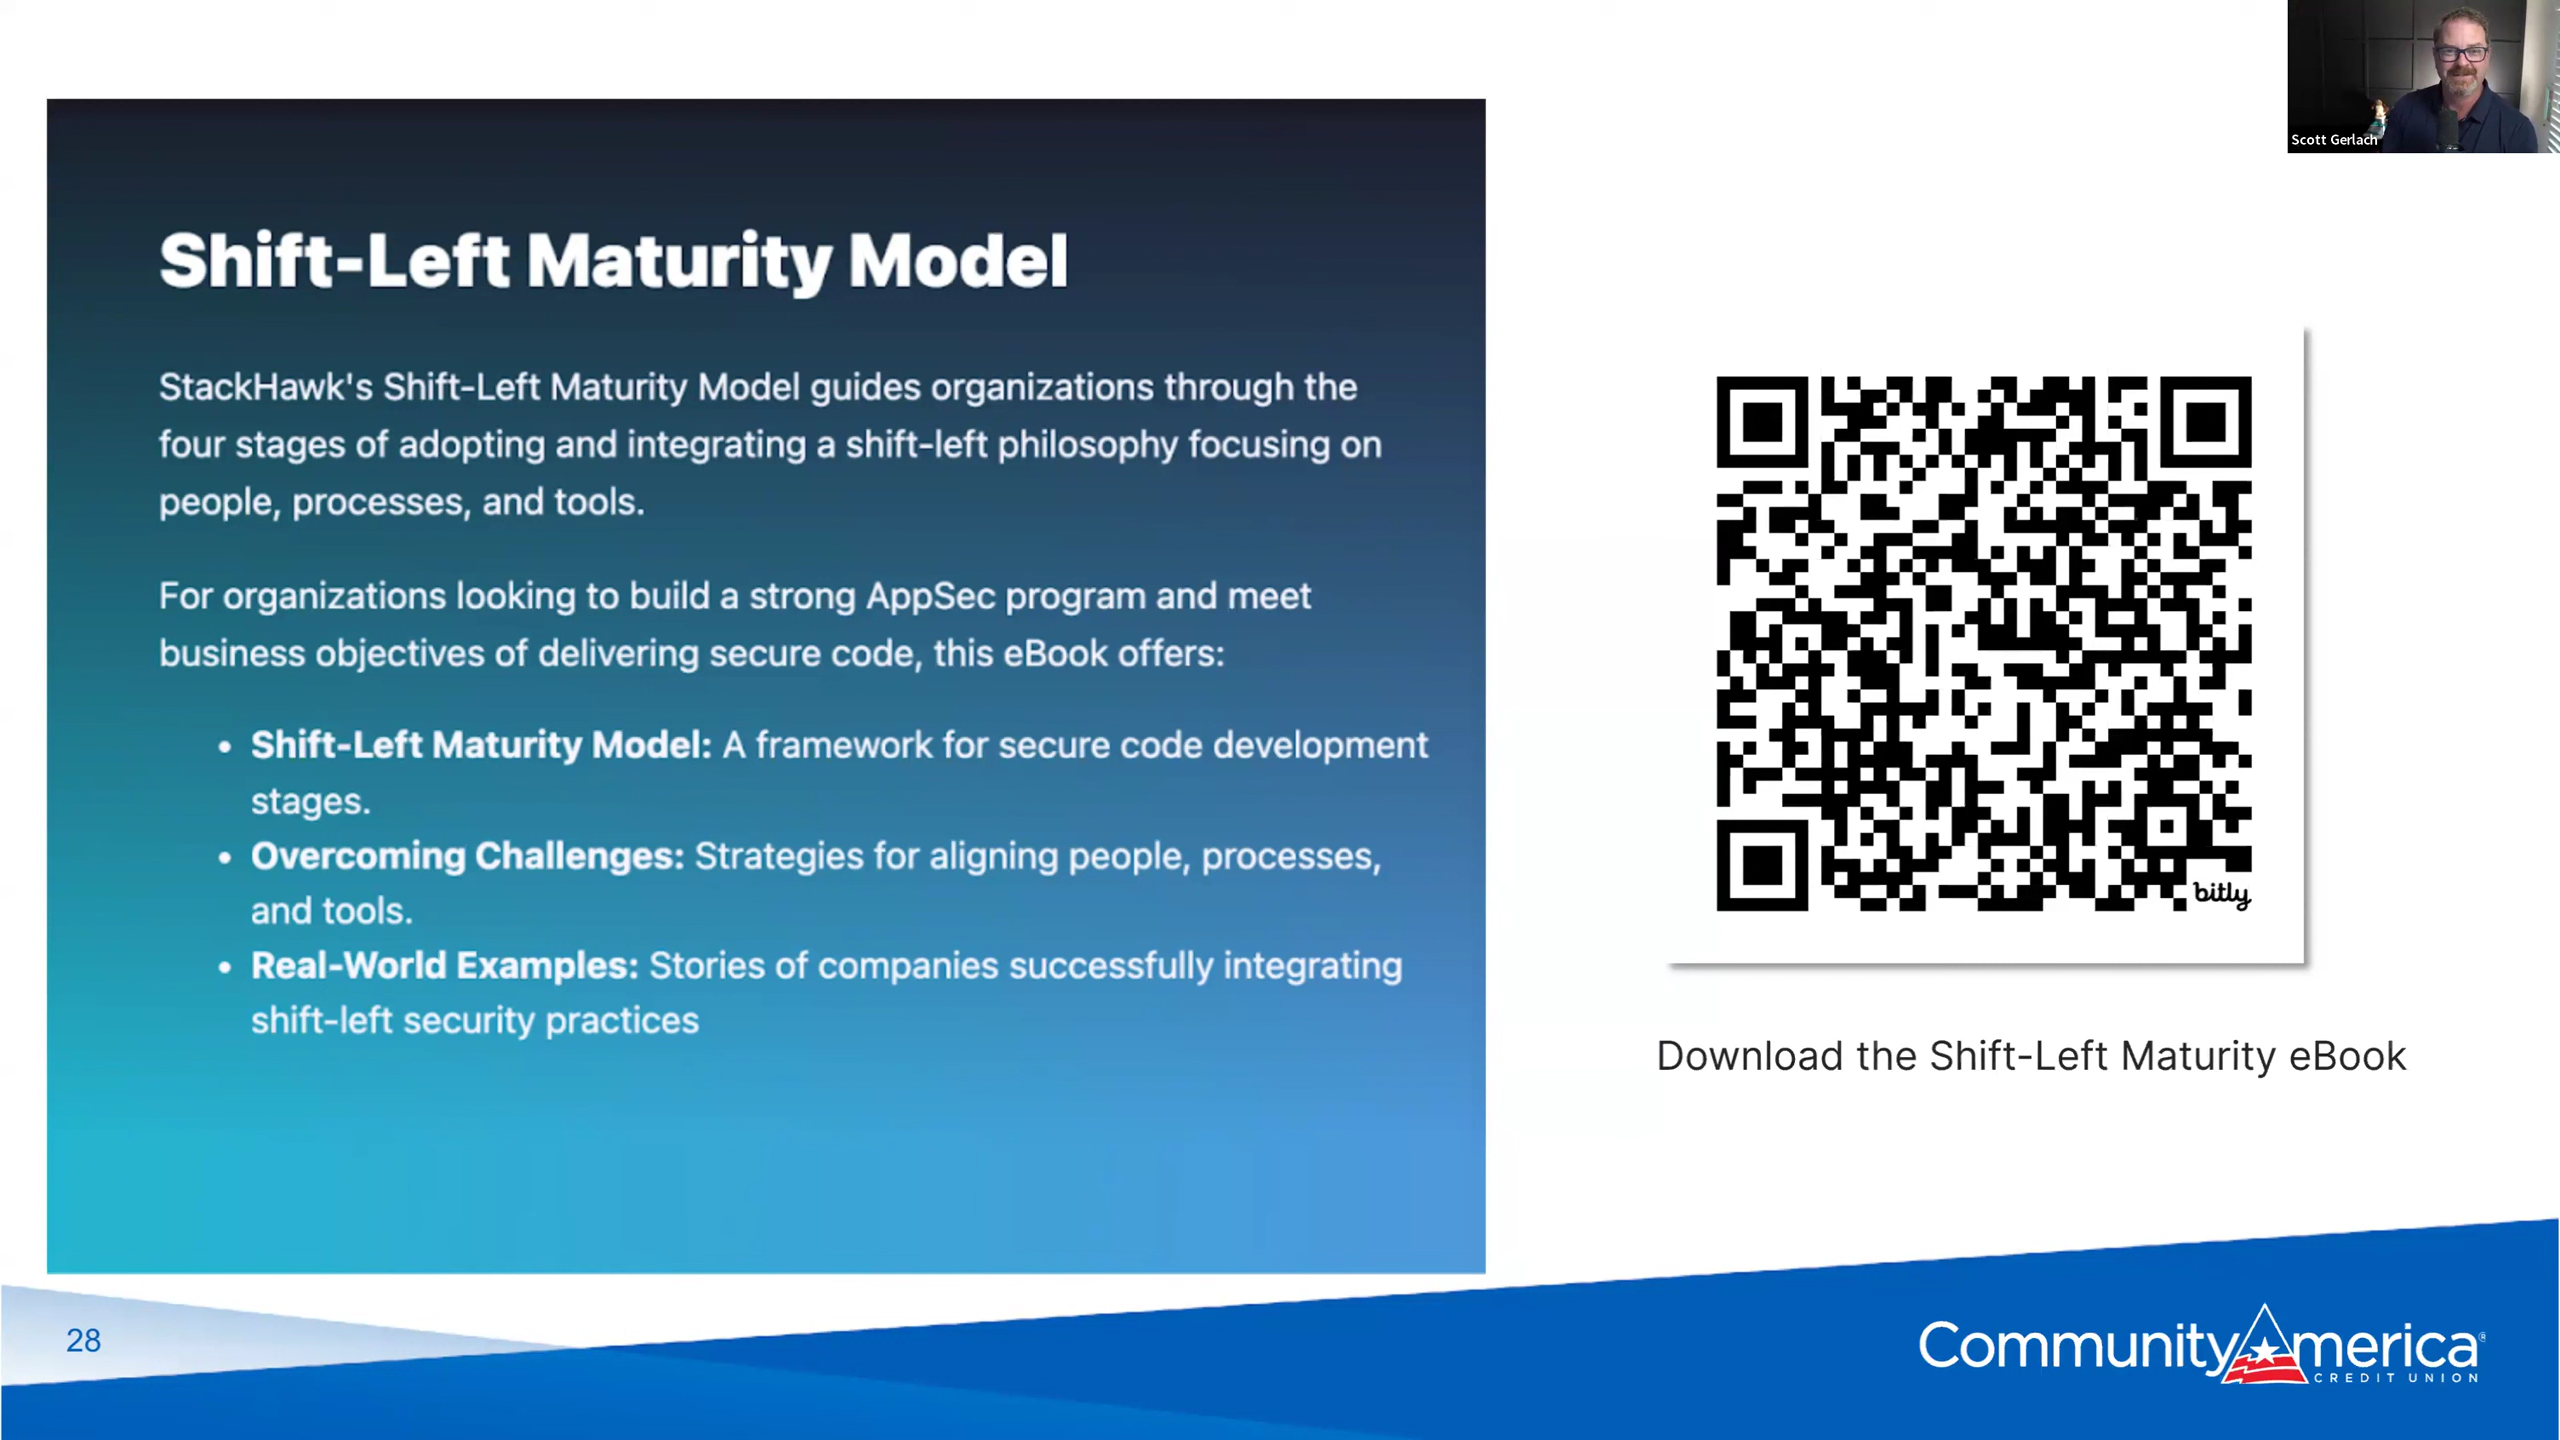 Scott Gerlach
Shift-Left Maturity Model
StackHawk's Shift-Left Maturity Model guides organizations through the
four stages of adopting and integrating a shift-left philosophy focusing on
people, processes, and tools.
For organizations looking to build a strong AppSec program and meet
business objectives of delivering secure code, this eBook offers:
• Shift-Left Maturity Model: A framework for secure code development
stages.
• Overcoming Challenges: Strategies for aligning people, processes,
and tools.
• Real-World Examples: Stories of companies successfully integrating
shift-left security practices
bitly
Download the Shift-Left Maturity eBook
28
CommunityAmerica®
CREDIT UNION